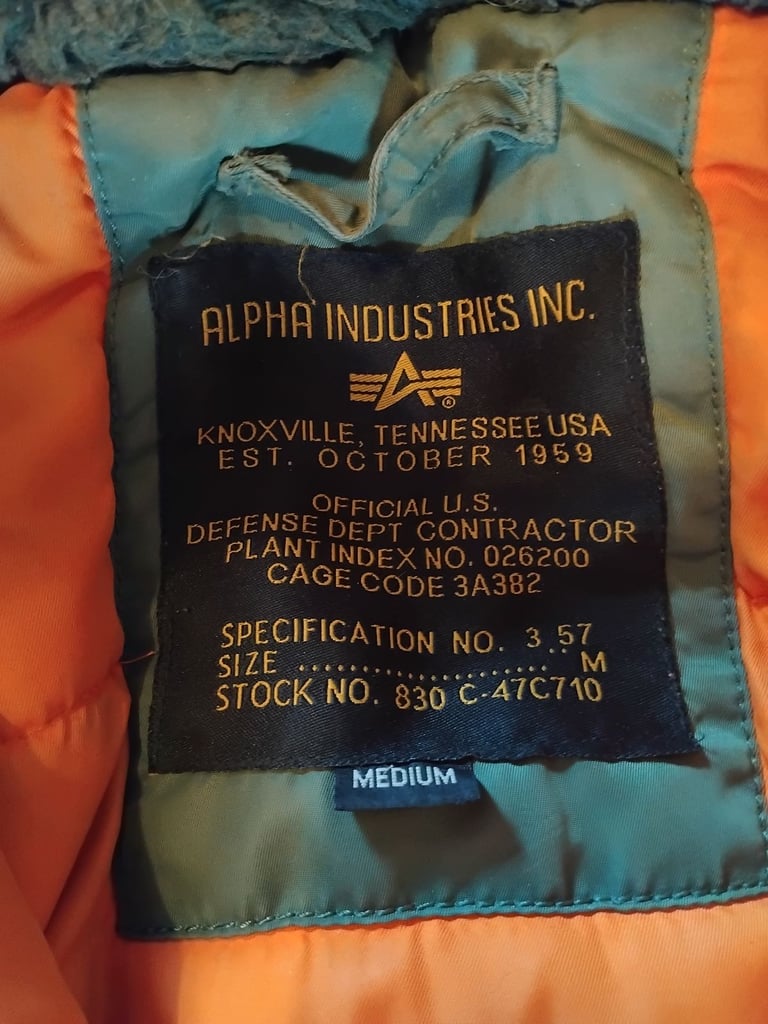 ALPHA INDUSTRIES INC.
®
KNOXVILLE, TENNESSEE USA
EST. OCTOBER 1959
OFFICIAL U.S.
DEFENSE DEPT CONTRACTOR
PLANT INDEX NO. 026200
CAGE CODE 3A382
SPECIFICATION NO. 3.57
SIZE ........................ M
STOCK NO. 830 C-47C710
MEDIUM